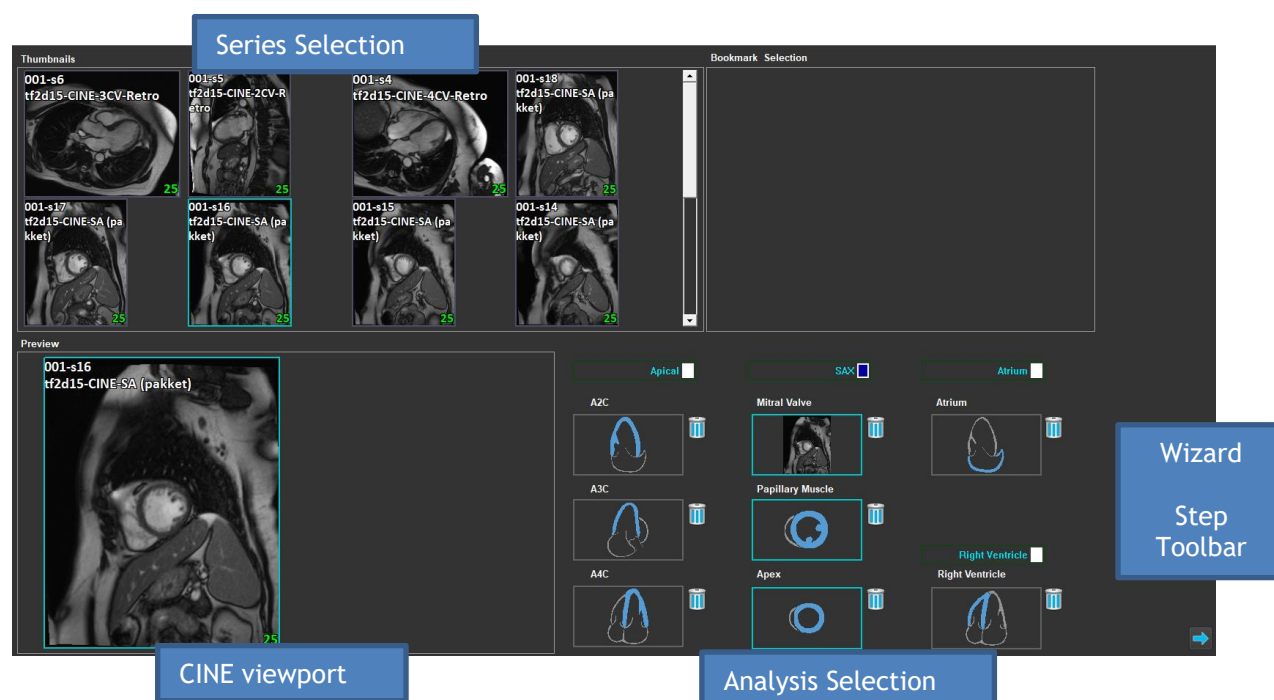 Series Selection
Thumbnails
Bookmark Selection
001-s6
tf2d15-CINE-3CV-Retro
25
001-s5
tf2d15-CINE-2CV-R
etro
)
25
001-s4
tf2d15-CINE-4CV-Retro
25
001-s18
tf2d15-CINE-SA (pa
kket)
25
001-s17
tf2d15-CINE-SA (pa
kket)
25
001-s16
tf2d15-CINE-SA (pa
kket)
25
001-s15
tf2d15-CINE-SA (pa
kket)
25
001-s14
tf2d15-CINE-SA (pa
kket)
25
Preview
001-s16
tf2d15-CINE-SA (pakket)
25
Apical
SAX
Atrium
A2C
Mitral Valve
Atrium
A3C
Papillary Muscle
Right Ventricle
A4C
Apex
Right Ventricle
Wizard
Step
Toolbar
CINE viewport
Analysis Selection